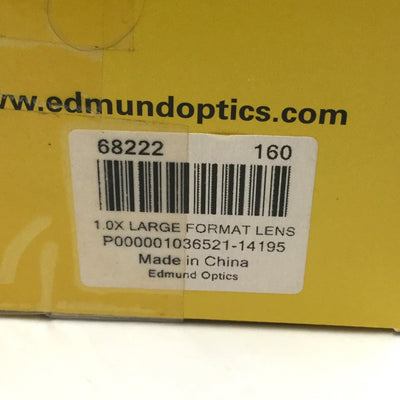 www.edmundoptics.com
68222 160
1.0X LARGE FORMAT LENS
P000001036521-14195
Made in China
Edmund Optics